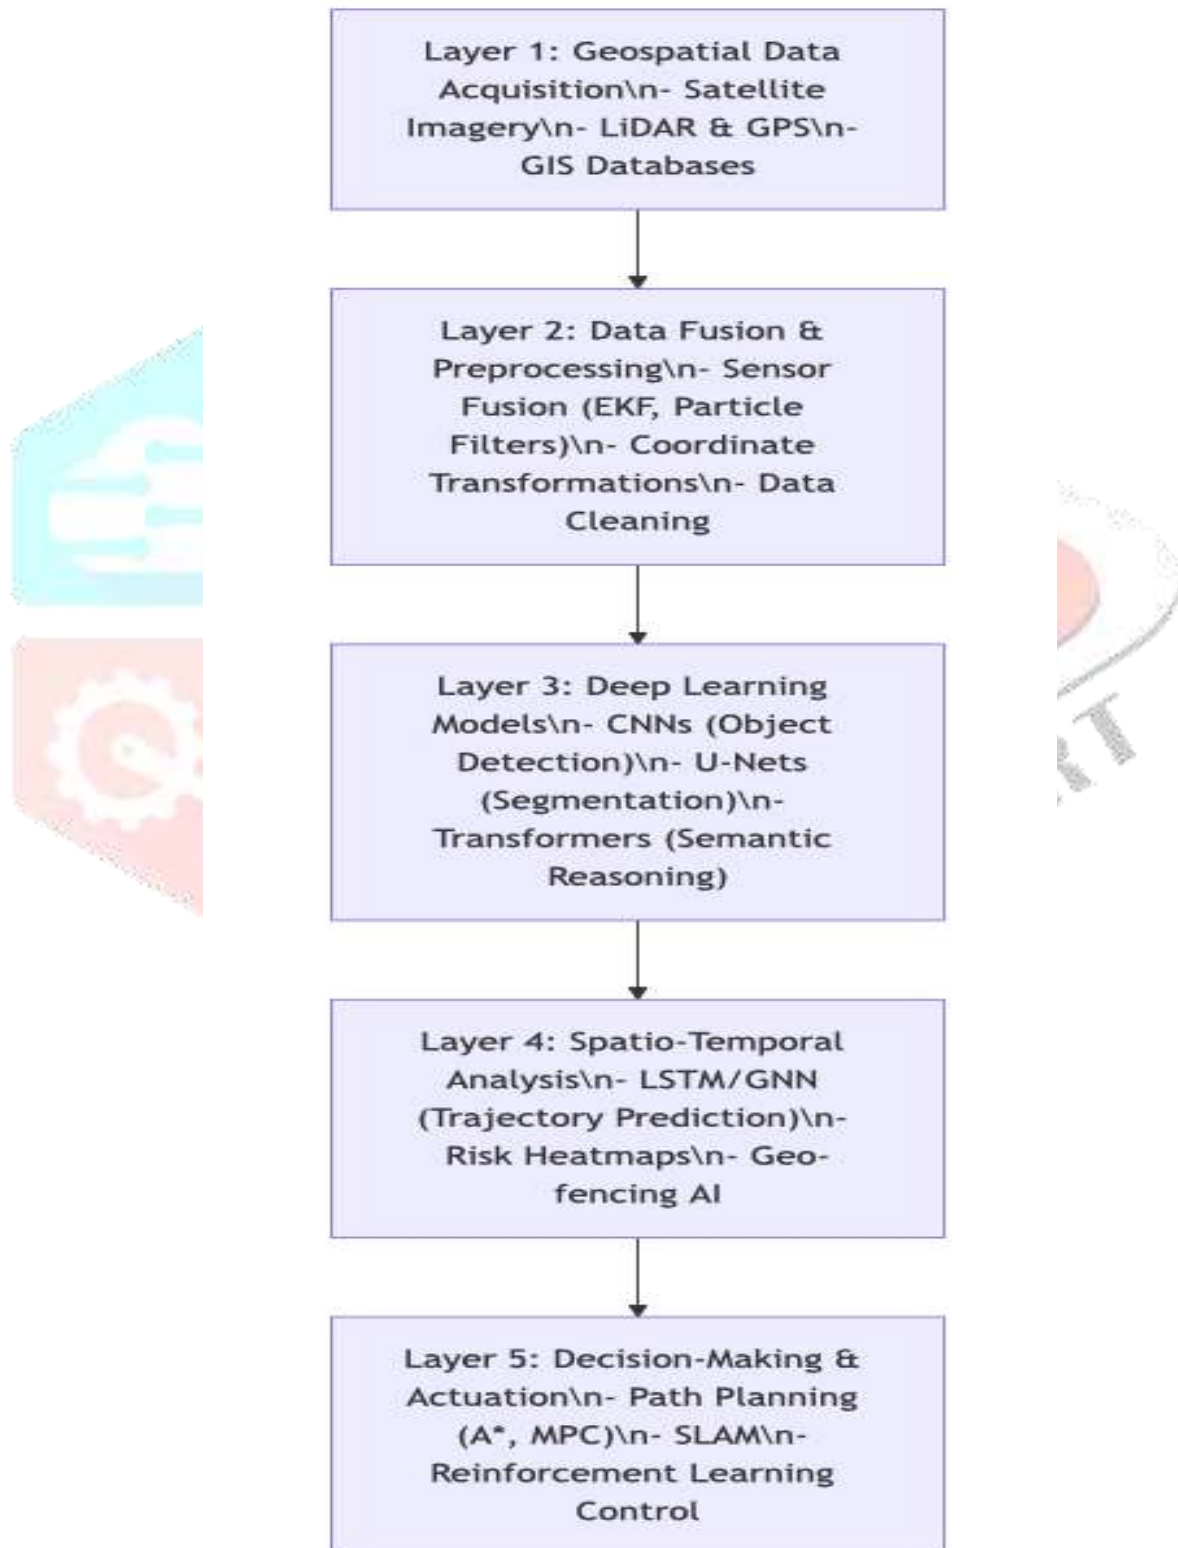 Layer 1: Geospatial Data
Acquisition\n- Satellite
Imagery\n- LiDAR & GPS\n-
GIS Databases
Layer 2: Data Fusion &
Preprocessing\n- Sensor
Fusion (EKF, Particle
Filters)\n- Coordinate
Transformations\n- Data
Cleaning
Layer 3: Deep Learning
Models\n- CNNs (Object
Detection)\n- U-Nets
(Segmentation)\n-
Transformers (Semantic
Reasoning)
Layer 4: Spatio-Temporal
Analysis\n- LSTM/GNN
(Trajectory Prediction)\n-
Risk Heatmaps\n- Geo-
fencing AI
Layer 5: Decision-Making &
Actuation\n- Path Planning
(A*, MPC)\n- SLAM\n-
Reinforcement Learning
Control